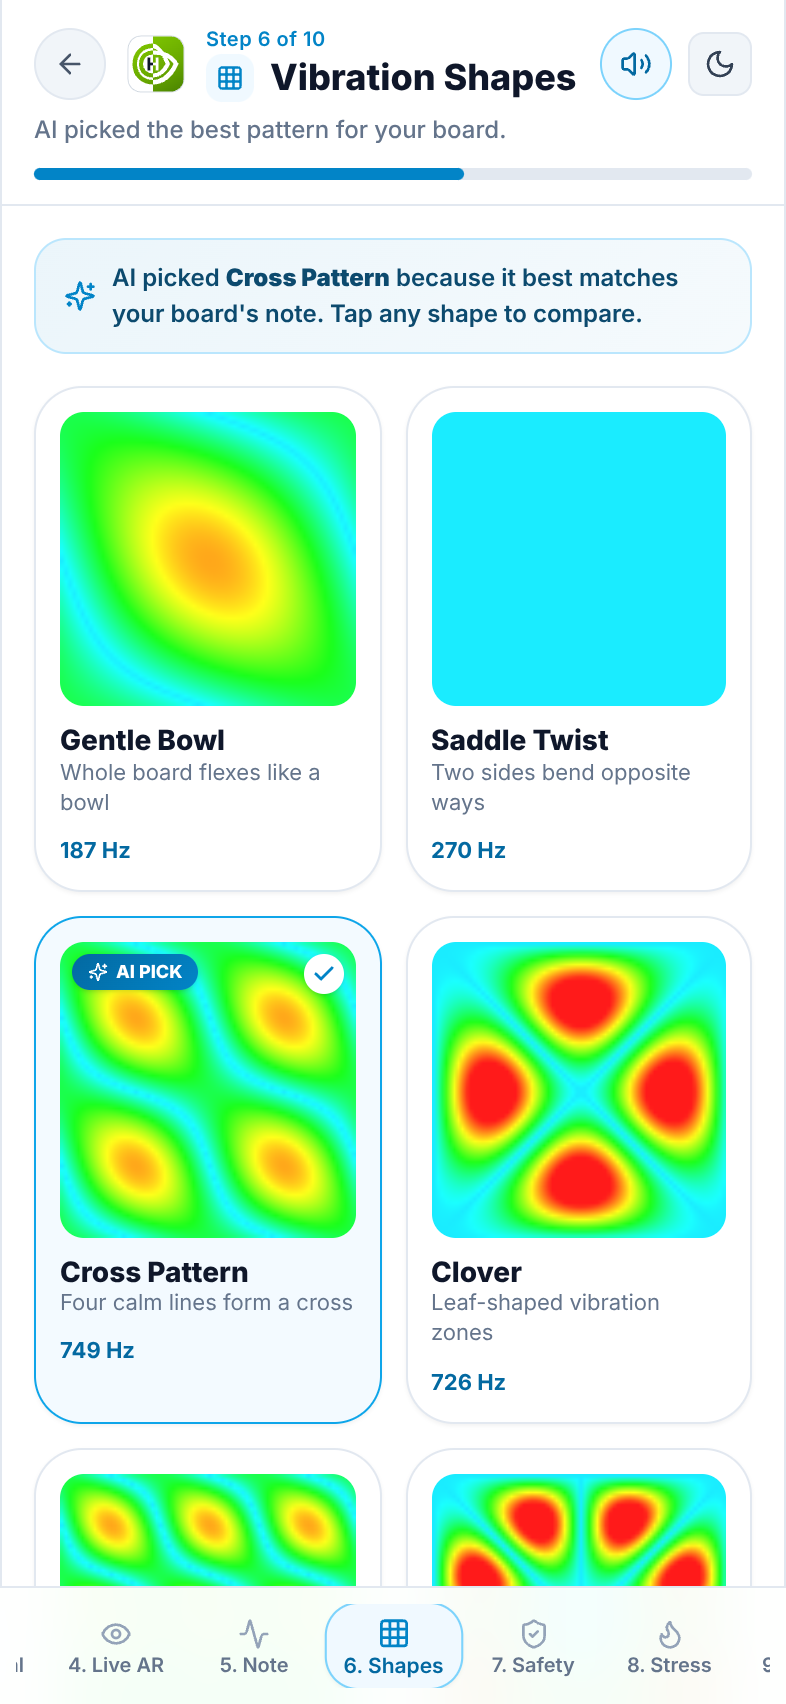 Step 6 of 10
Vibration Shapes
AI picked the best pattern for your board.
AI picked Cross Pattern because it best matches
your board's note. Tap any shape to compare.
Gentle Bowl
Whole board flexes like a
bowl
187 Hz
Saddle Twist
Two sides bend opposite
ways
270 Hz
AI PICK
Cross Pattern
Four calm lines form a cross
749 Hz
Clover
Leaf-shaped vibration
zones
726 Hz
4. Live AR
5. Note
6. Shapes
7. Safety
8. Stress